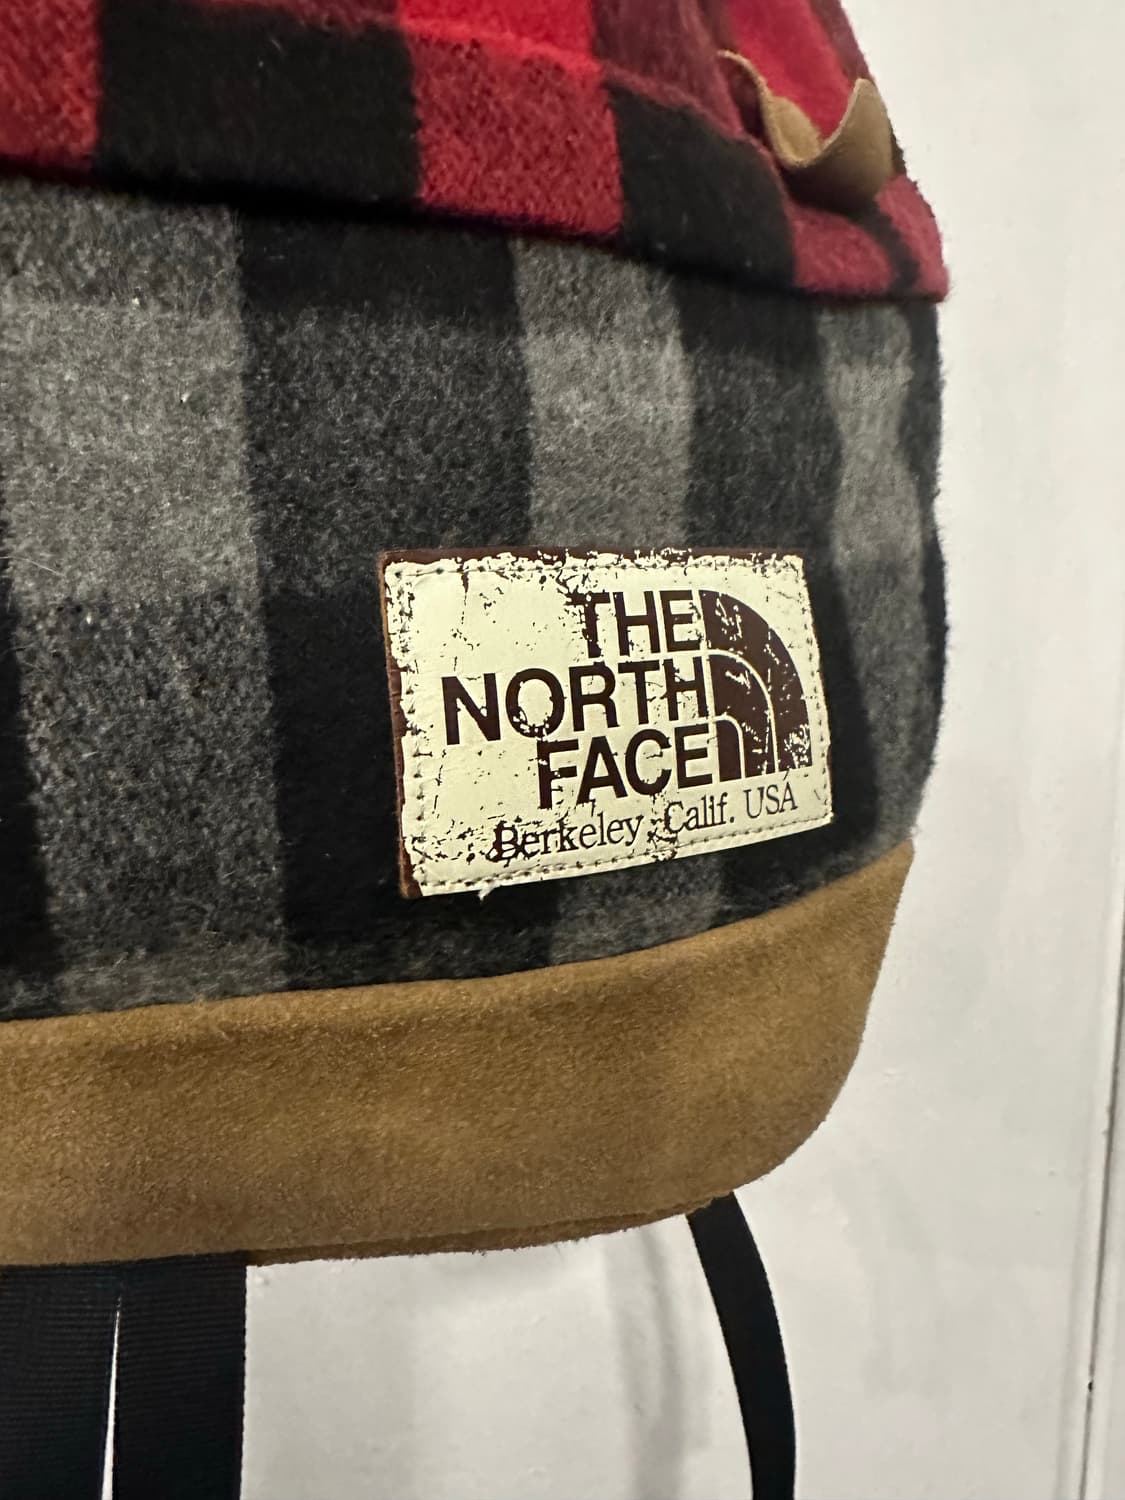 THE
NORTH
FACE
Berkeley, Calif. USA